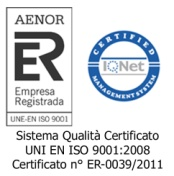 AENOR
ER
Empresa
Registrada
UNE-EN ISO 9001
CERTIFIED
IQNet
MANAGEMENT SYSTEM
Sistema Qualità Certificato
UNI EN ISO 9001:2008
Certificato n° ER-0039/2011